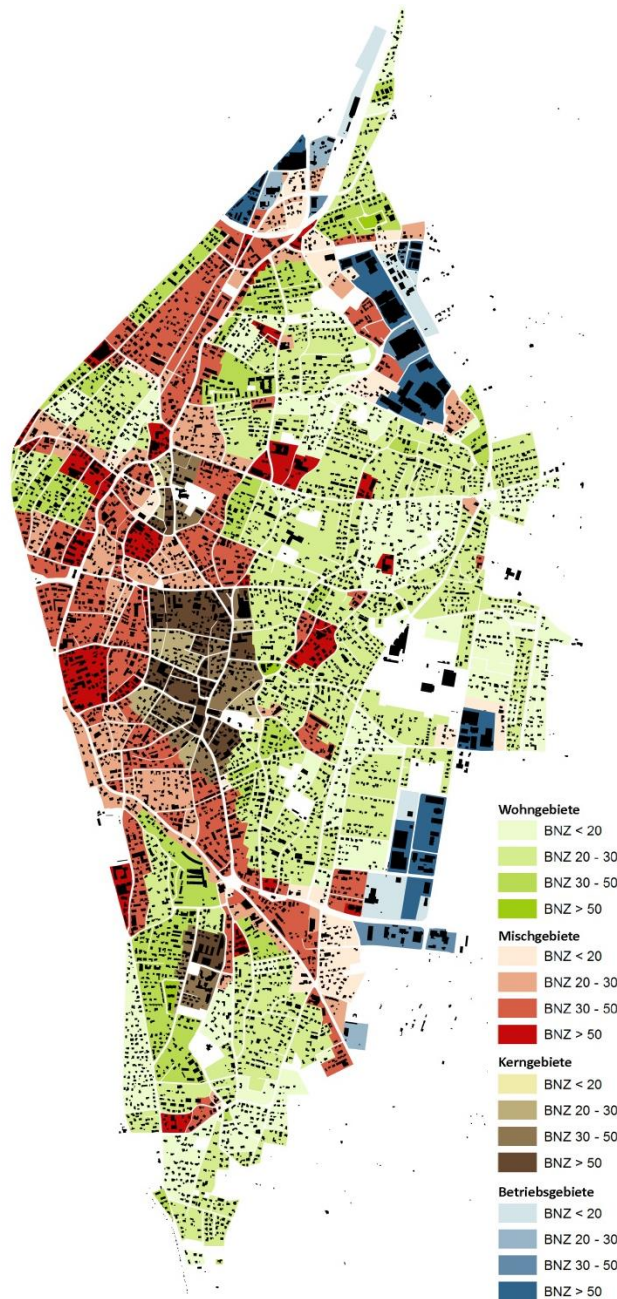 Wohngebiete
BNZ < 20
BNZ 20 - 30
BNZ 30 - 50
BNZ > 50
Mischgebiete
BNZ < 20
BNZ 20 - 30
BNZ 30 - 50
BNZ > 50
Kerngebiete
BNZ < 20
BNZ 20 - 30
BNZ 30 - 50
BNZ > 50
Betriebsgebiete
BNZ < 20
BNZ 20 - 30
BNZ 30 - 50
BNZ > 50